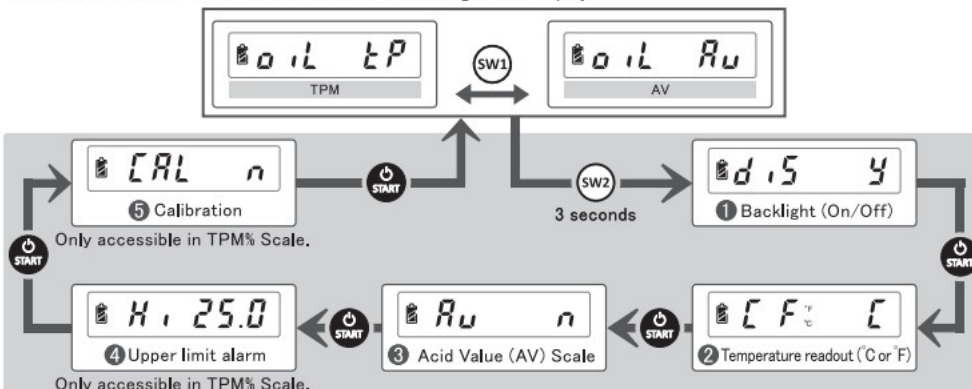 oiL tP
TPM
SW1
oiL Av
AV
CAL n
❺ Calibration
Only accessible in TPM% Scale.
START
SW2
3 seconds
diS y
❶ Backlight (On/Off)
START
START
Hi 25.0
❹ Upper limit alarm
Only accessible in TPM% Scale.
START
Av n
❸ Acid Value (AV) Scale
START
CF °F °C C
❷ Temperature readout (°C or °F)